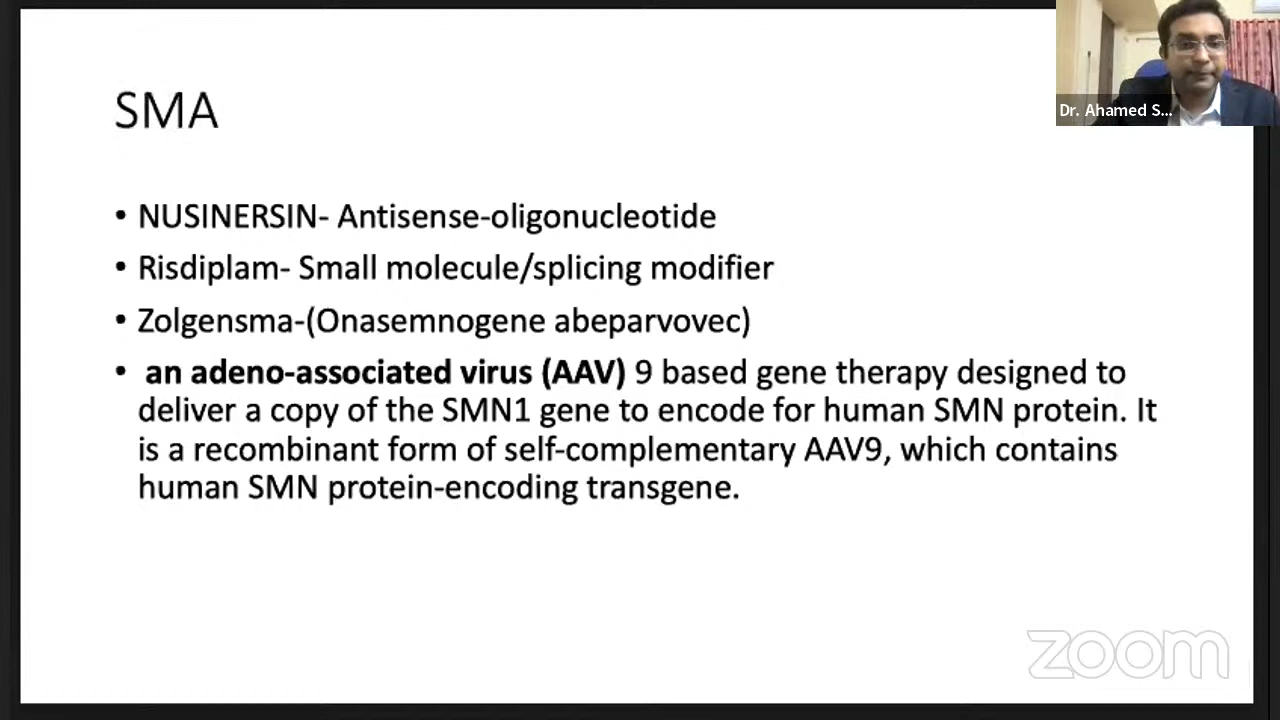 SMA
• NUSINERSIN- Antisense-oligonucleotide
• Risdiplam- Small molecule/splicing modifier
• Zolgensma-(Onasemnogene abeparvovec)
• an adeno-associated virus (AAV) 9 based gene therapy designed to
deliver a copy of the SMN1 gene to encode for human SMN protein. It
is a recombinant form of self-complementary AAV9, which contains
human SMN protein-encoding transgene.
Dr. Ahamed S...
zoom